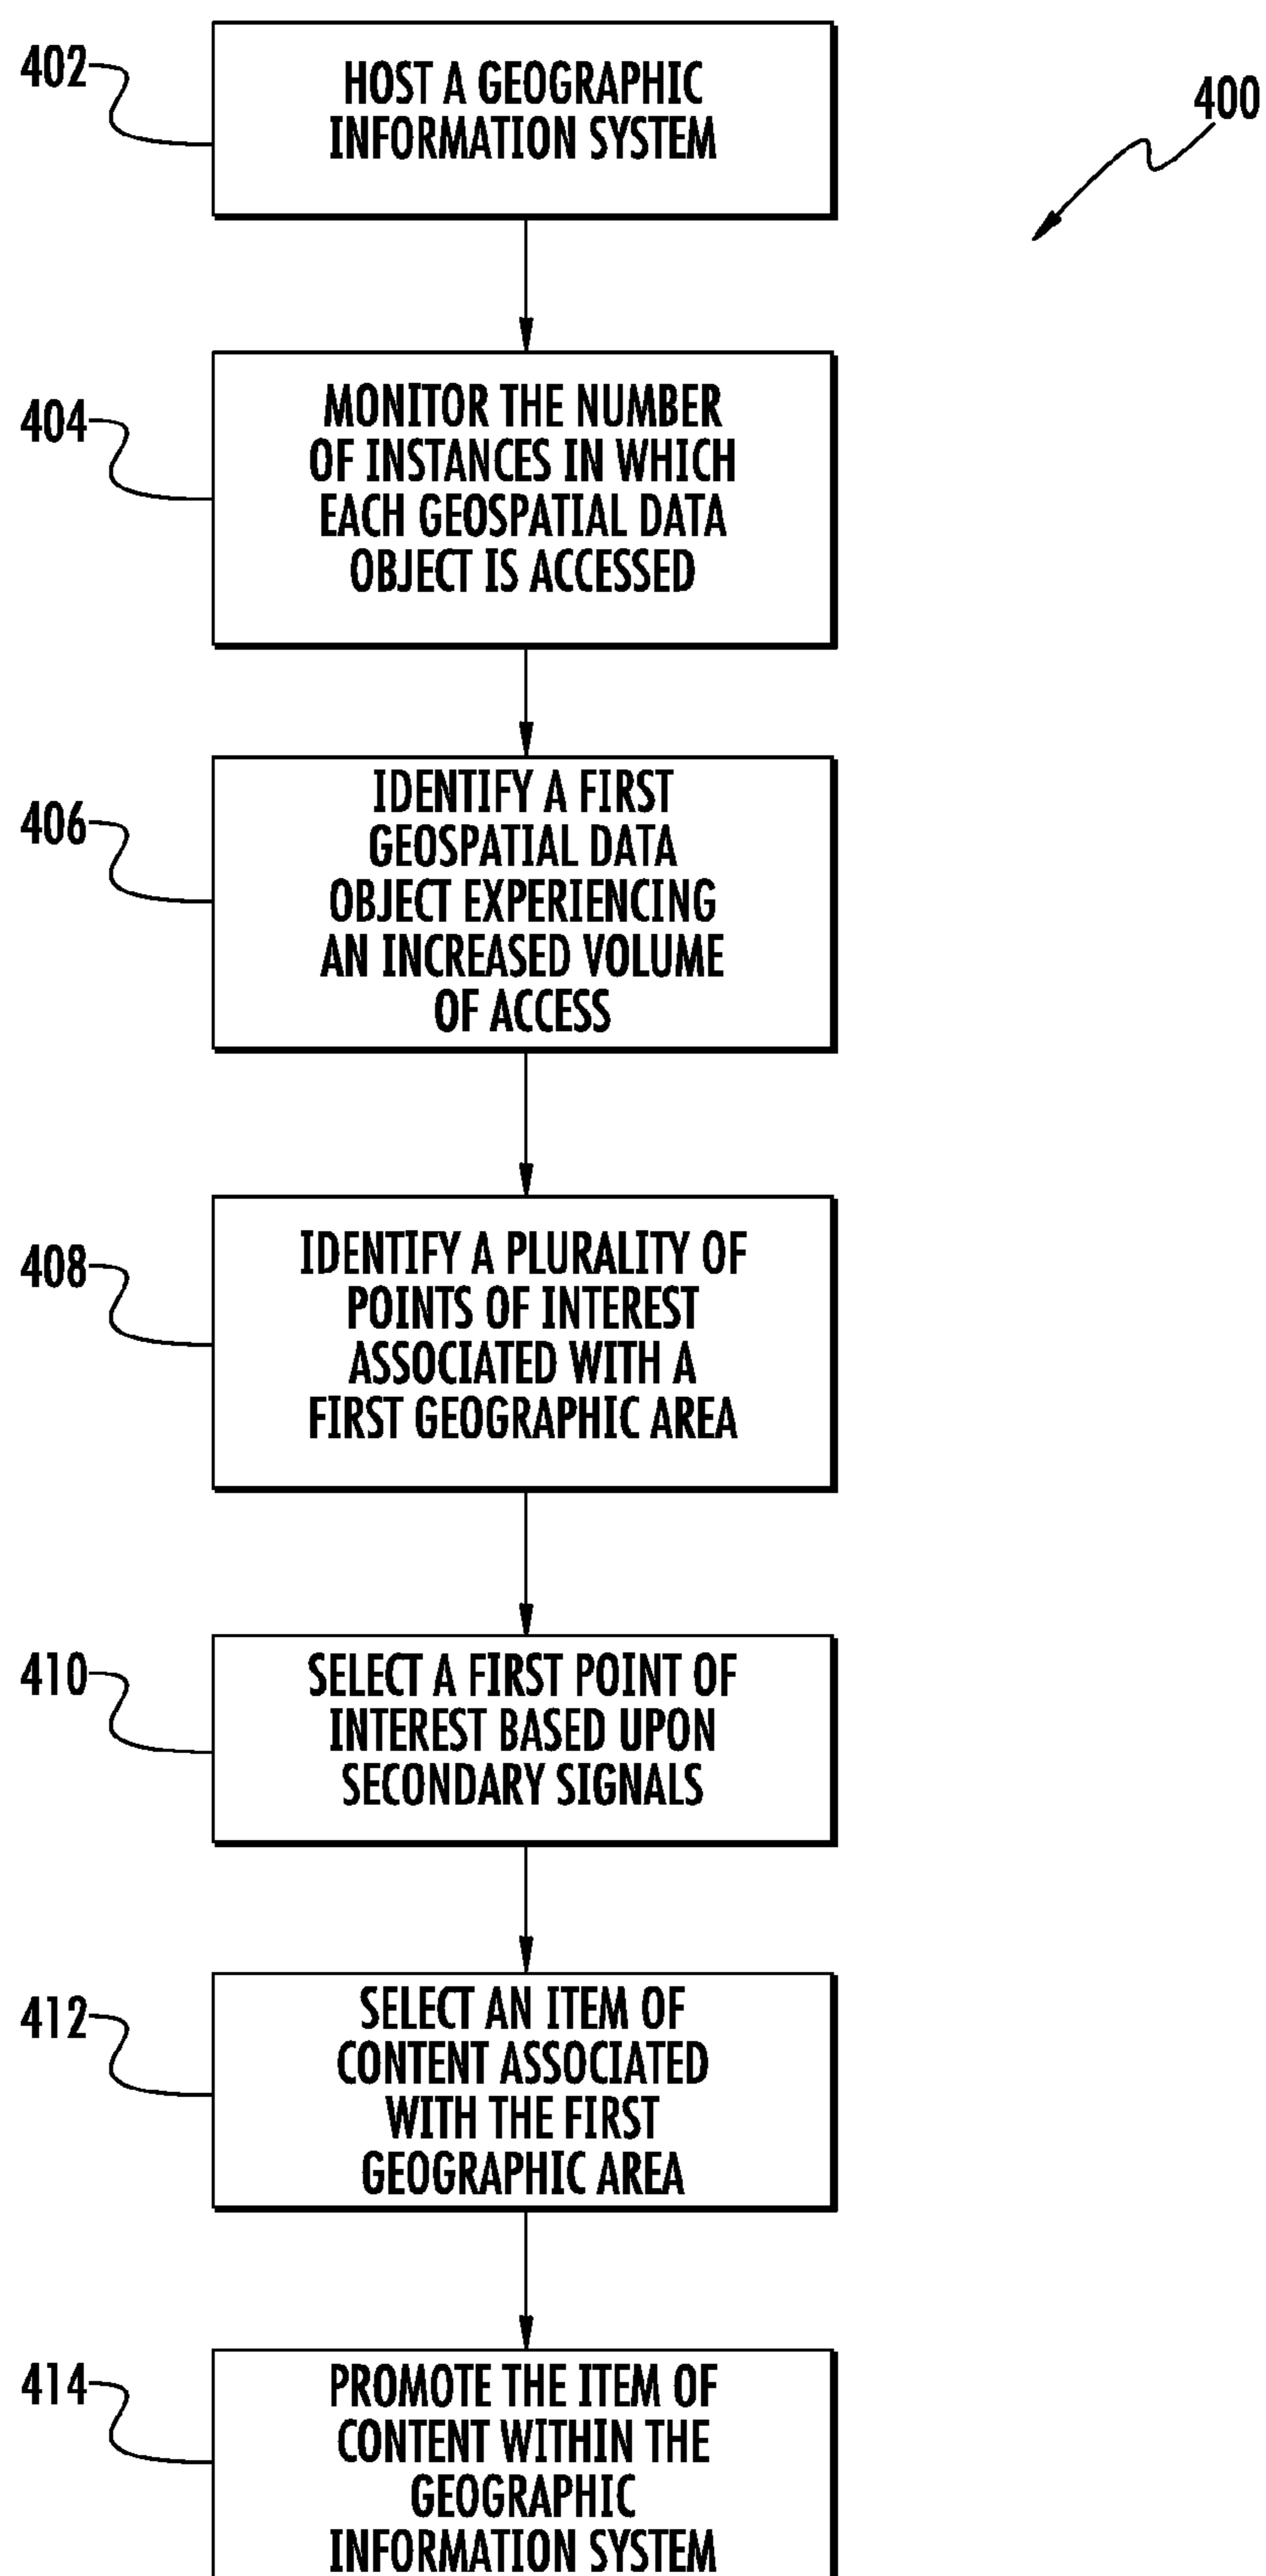 402
HOST A GEOGRAPHIC
INFORMATION SYSTEM
400
404
MONITOR THE NUMBER
OF INSTANCES IN WHICH
EACH GEOSPATIAL DATA
OBJECT IS ACCESSED
406
IDENTIFY A FIRST
GEOSPATIAL DATA
OBJECT EXPERIENCING
AN INCREASED VOLUME
OF ACCESS
408
IDENTIFY A PLURALITY OF
POINTS OF INTEREST
ASSOCIATED WITH A
FIRST GEOGRAPHIC AREA
410
SELECT A FIRST POINT OF
INTEREST BASED UPON
SECONDARY SIGNALS
412
SELECT AN ITEM OF
CONTENT ASSOCIATED
WITH THE FIRST
GEOGRAPHIC AREA
414
PROMOTE THE ITEM OF
CONTENT WITHIN THE
GEOGRAPHIC
INFORMATION SYSTEM